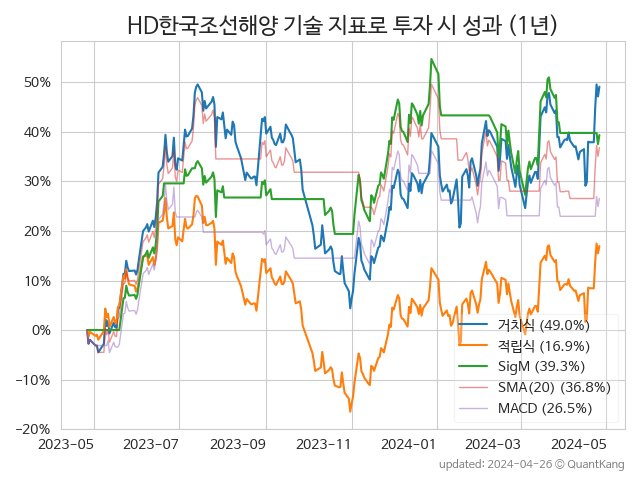 HD한국조선해양 기술 지표로 투자 시 성과 (1년)
50%
40%
30%
20%
10%
0%
−10%
−20%
거치식 (49.0%)
적립식 (16.9%)
SigM (39.3%)
SMA(20) (36.8%)
MACD (26.5%)
2023-05 2023-07 2023-09 2023-11 2024-01 2024-03 2024-05
updated: 2024-04-26 © QuantKang